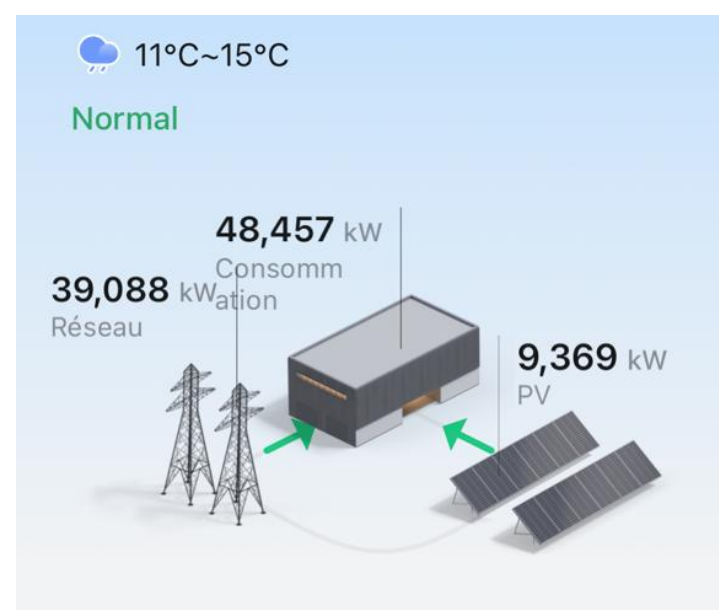 11°C~15°C
Normal
48,457 kW
Consomm
ation
39,088 kW
Réseau
9,369 kW
PV